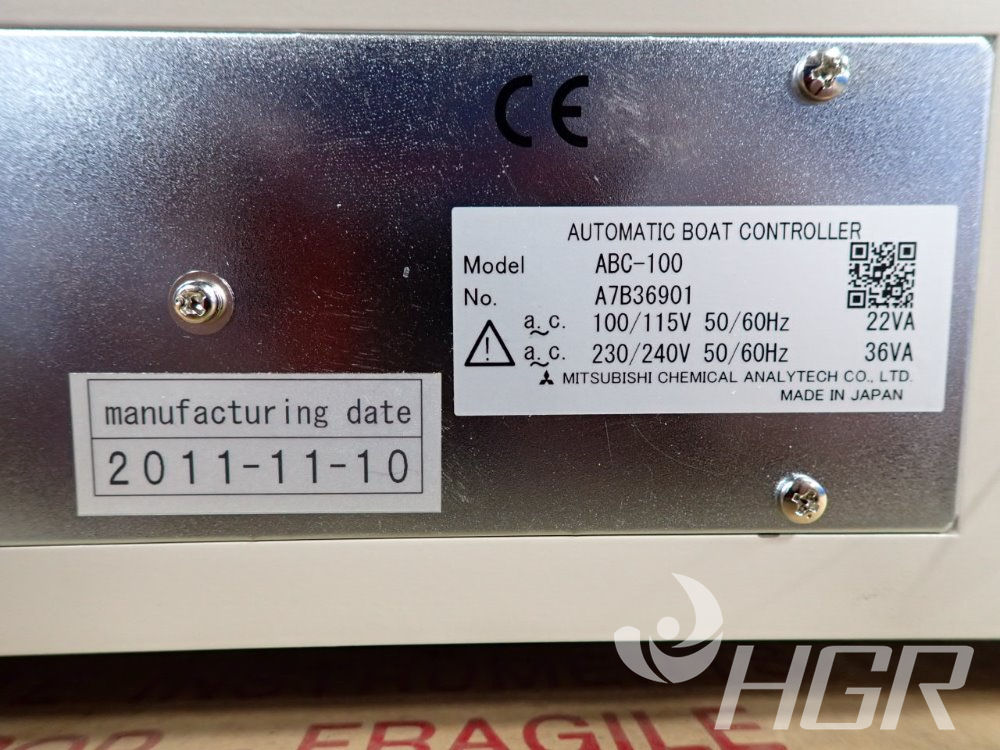 CE
AUTOMATIC BOAT CONTROLLER
Model ABC-100
No. A7B36901
a.c. 100/115V 50/60Hz 22VA
a.c. 230/240V 50/60Hz 36VA
MITSUBISHI CHEMICAL ANALYTECH CO., LTD.
MADE IN JAPAN
manufacturing date
2011-11-10
HGR
FRAGILE